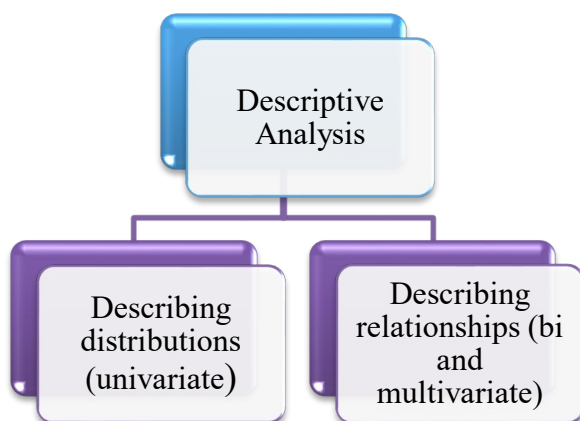 Descriptive
Analysis
Describing
distributions
(univariate)
Describing
relationships (bi
and
multivariate)